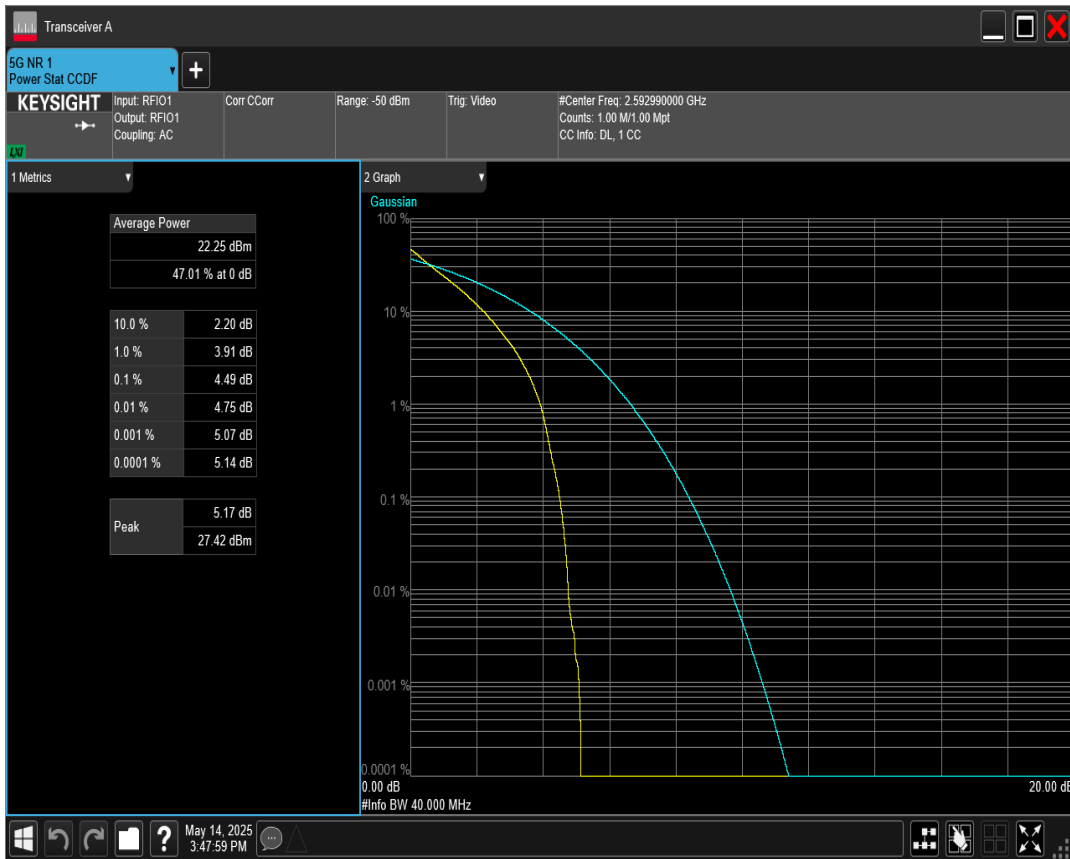 Transceiver A
5G NR 1
Power Stat CCDF
+
KEYSIGHT
LXI
Input: RFIO1
Output: RFIO1
Coupling: AC
Corr CCorr
Range: -50 dBm
Trig: Video
#Center Freq: 2.592990000 GHz
Counts: 1.00 M/1.00 Mpt
CC Info: DL, 1 CC
1 Metrics
Average Power
22.25 dBm
47.01 % at 0 dB
10.0 % 2.20 dB
1.0 % 3.91 dB
0.1 % 4.49 dB
0.01 % 4.75 dB
0.001 % 5.07 dB
0.0001 % 5.14 dB
Peak
5.17 dB
27.42 dBm
2 Graph
Gaussian
100 %
10 %
1 %
0.1 %
0.01 %
0.001 %
0.0001 %
0.00 dB 20.00 dB
#Info BW 40.000 MHz
?
May 14, 2025
3:47:59 PM